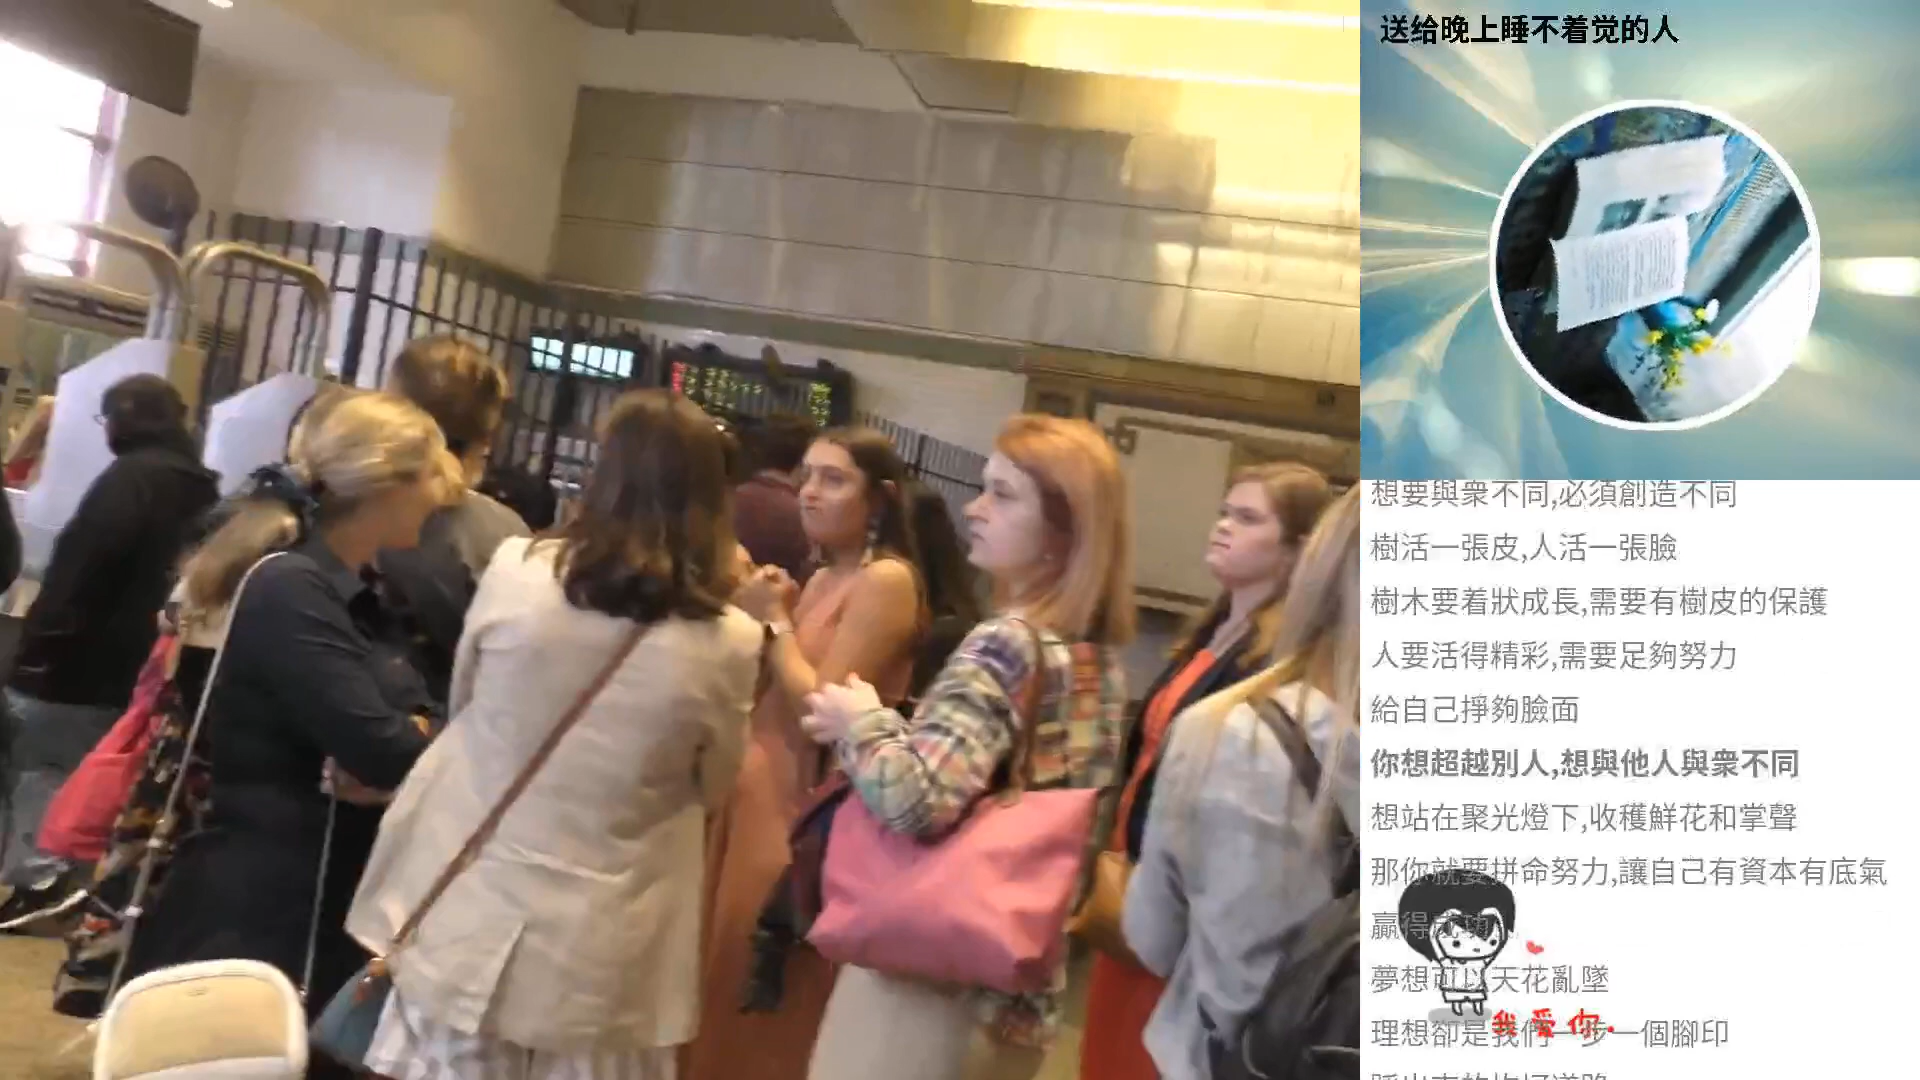 送给晚上睡不着觉的人
想要與衆不同,必須創造不同
樹活一張皮,人活一張臉
樹木要着狀成長,需要有樹皮的保護
人要活得精彩,需要足夠努力
給自己掙夠臉面
你想超越別人,想與他人與衆不同
想站在聚光燈下,收穫鮮花和掌聲
那你就要拼命努力,讓自己有資本有底氣
贏得成功
夢想可以天花亂墜
理想卻是我們一步一個腳印
我爱你.